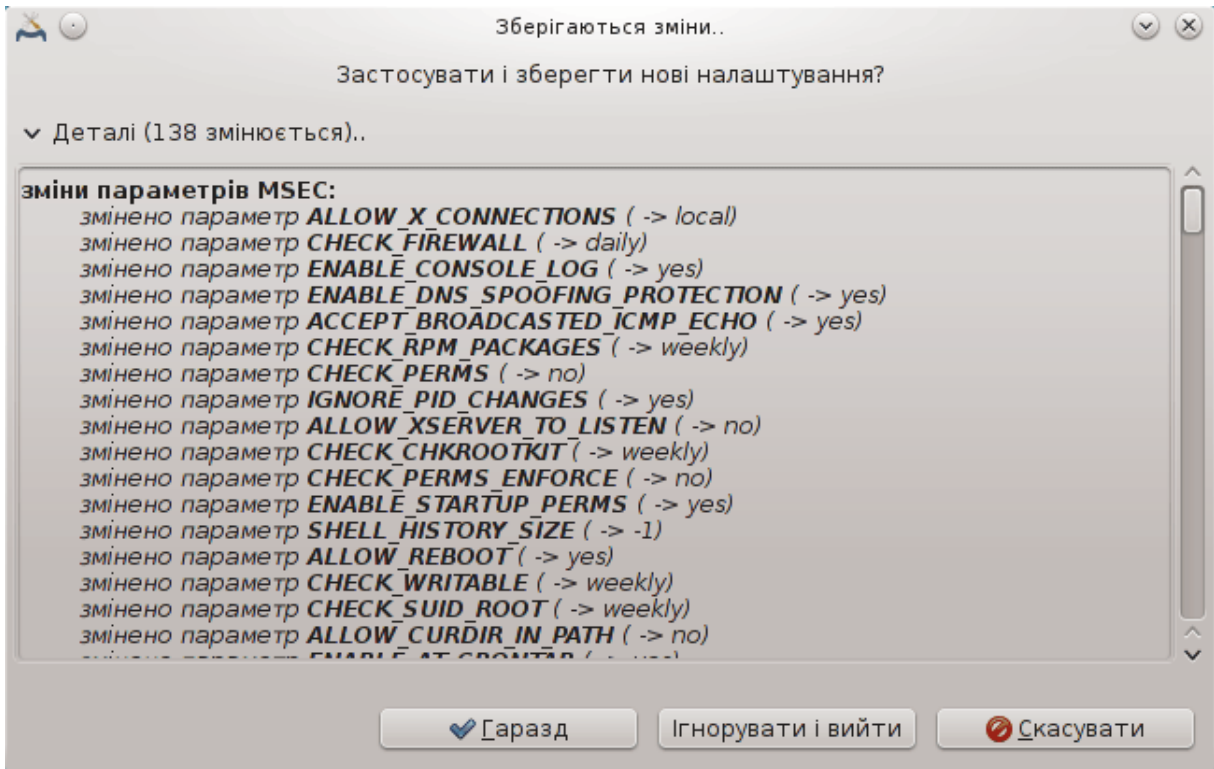 Зберігаються зміни..
Застосувати і зберегти нові налаштування?
Деталі (138 змінюється)..
зміни параметрів MSEC:
змінено параметр ALLOW_X_CONNECTIONS ( -> local)
змінено параметр CHECK_FIREWALL ( -> daily)
змінено параметр ENABLE_CONSOLE_LOG ( -> yes)
змінено параметр ENABLE_DNS_SPOOFING_PROTECTION ( -> yes)
змінено параметр ACCEPT_BROADCASTED_ICMP_ECHO ( -> yes)
змінено параметр CHECK_RPM_PACKAGES ( -> weekly)
змінено параметр CHECK_PERMS ( -> no)
змінено параметр IGNORE_PID_CHANGES ( -> yes)
змінено параметр ALLOW_XSERVER_TO_LISTEN ( -> no)
змінено параметр CHECK_CHKROOTKIT ( -> weekly)
змінено параметр CHECK_PERMS_ENFORCE ( -> no)
змінено параметр ENABLE_STARTUP_PERMS ( -> yes)
змінено параметр SHELL_HISTORY_SIZE ( -> -1)
змінено параметр ALLOW_REBOOT ( -> yes)
змінено параметр CHECK_WRITABLE ( -> weekly)
змінено параметр CHECK_SUID_ROOT ( -> weekly)
змінено параметр ALLOW_CURDIR_IN_PATH ( -> no)
Гаразд Ігнорувати і вийти Скасувати